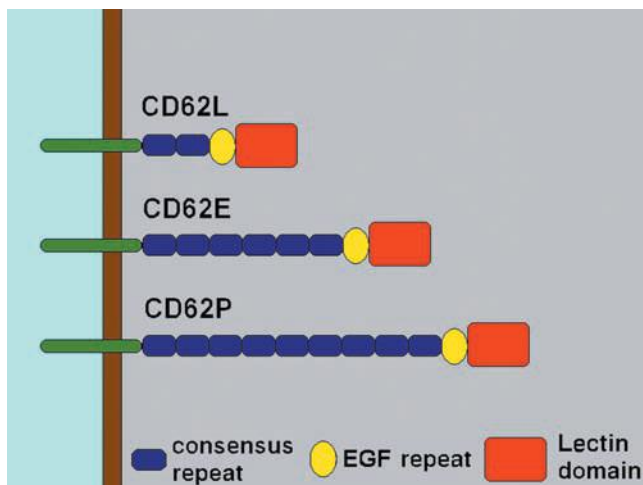 CD62L
CD62E
CD62P
consensus
repeat
EGF repeat
Lectin
domain